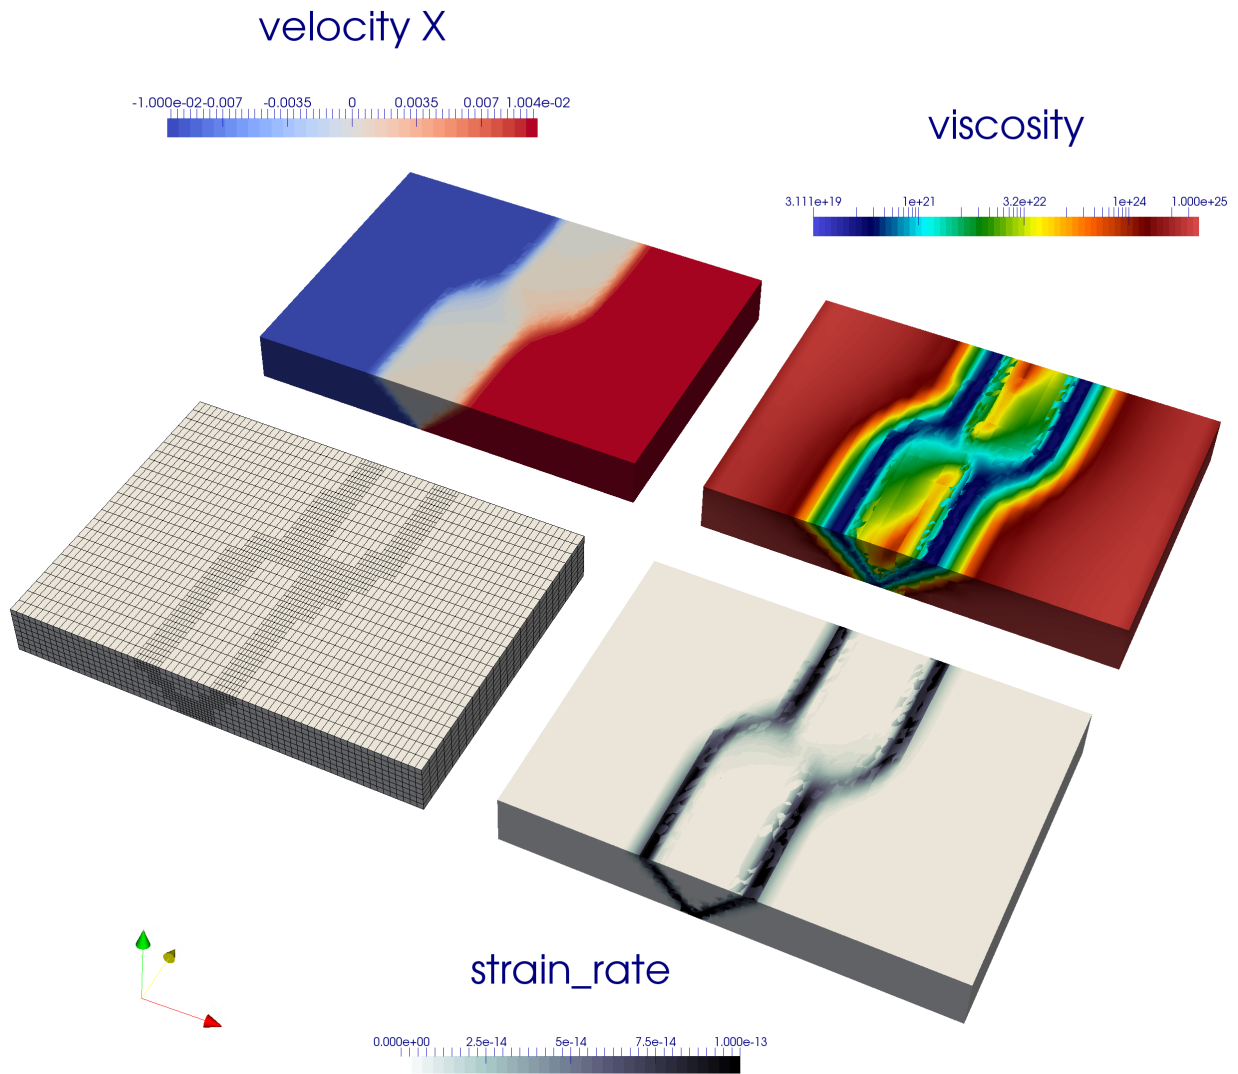 velocity X
-1.000e-02 -0.007 -0.0035 0 0.0035 0.007 1.004e-02
viscosity
3.111e+19 1e+21 3.2e+22 1e+24 1.000e+25
strain_rate
0.000e+00 2.5e-14 5e-14 7.5e-14 1.000e-13